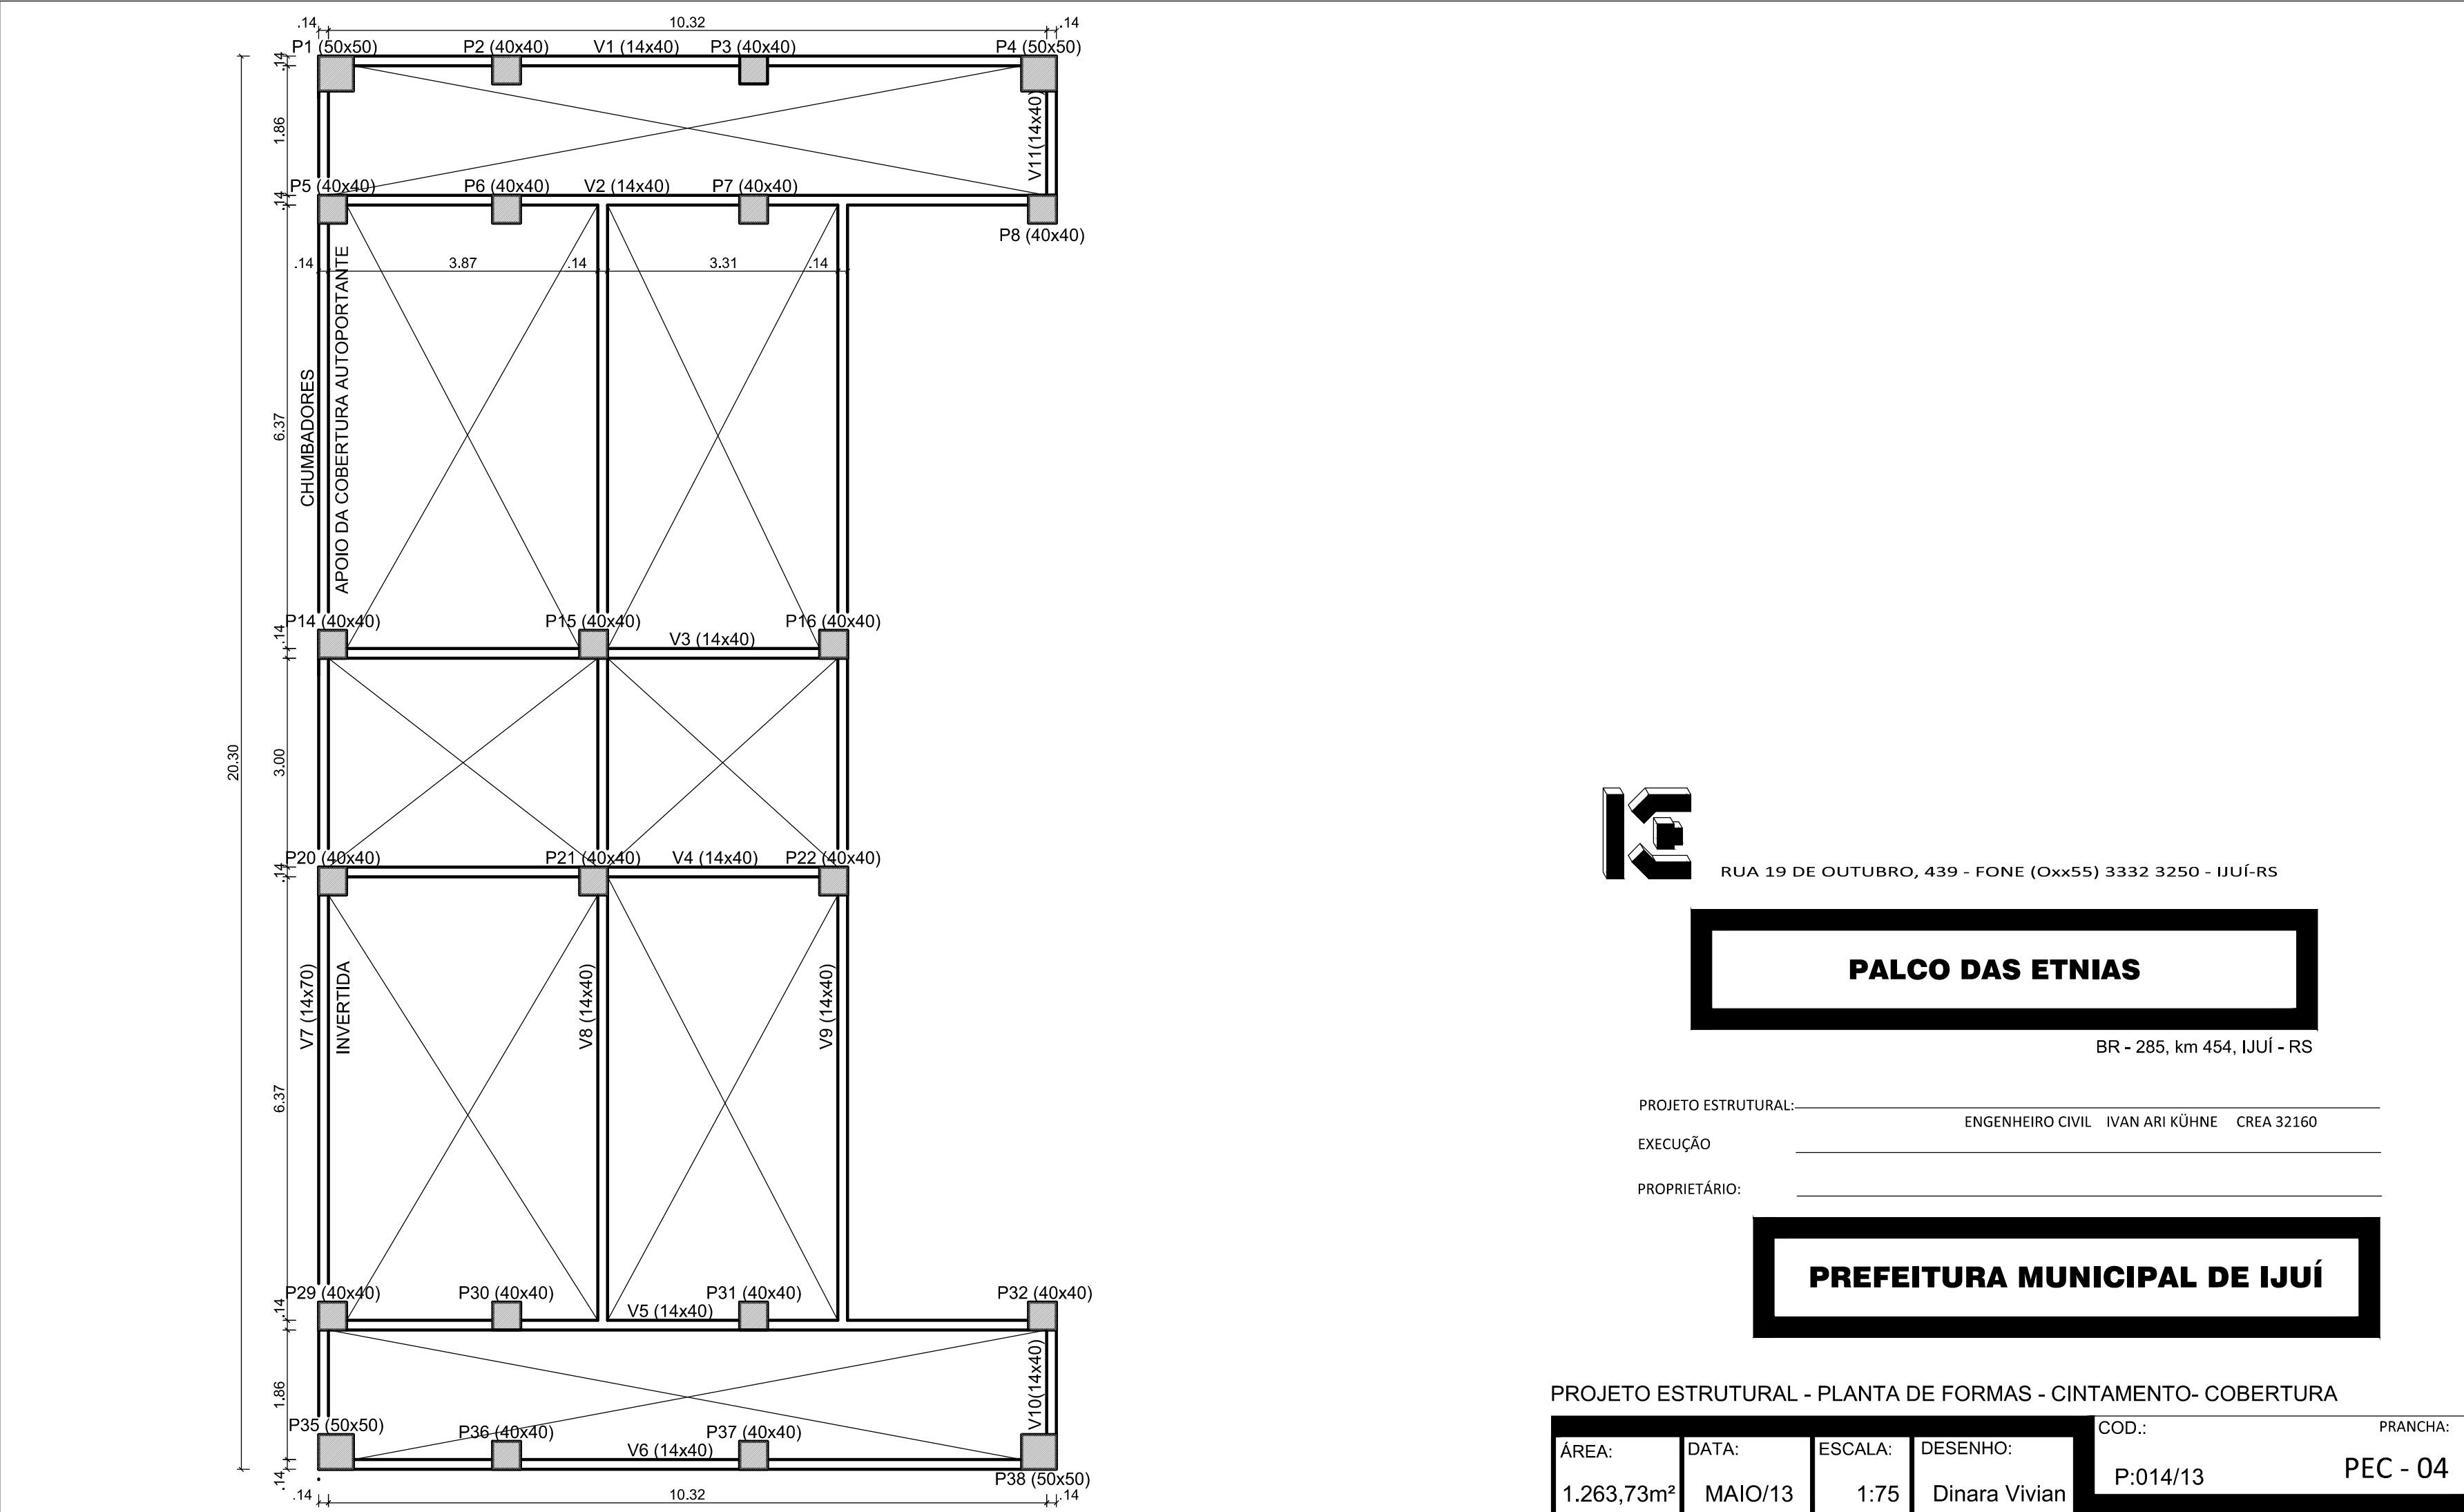 .14 10.32 .14
P1 (50x50) P2 (40x40) V1 (14x40) P3 (40x40) P4 (50x50)
.14
1.86
V11(14x40)
P5 (40x40) P6 (40x40) V2 (14x40) P7 (40x40)
.14
P8 (40x40)
.14 3.87 .14 3.31 .14
CHUMBADORES
APOIO DA COBERTURA AUTOPORTANTE
6.37
P14 (40x40) P15 (40x40) P16 (40x40)
.14
V3 (14x40)
20.30
3.00
P20 (40x40) P21 (40x40) V4 (14x40) P22 (40x40)
.14
V7 (14x70)
INVERTIDA
V8 (14x40)
V9 (14x40)
6.37
P29 (40x40) P30 (40x40) P31 (40x40) P32 (40x40)
.14
V5 (14x40)
1.86
V10(14x40)
P35 (50x50) P36 (40x40) P37 (40x40)
V6 (14x40)
.14
P38 (50x50)
.14 10.32 .14
RUA 19 DE OUTUBRO, 439 - FONE (Oxx55) 3332 3250 - IJUÍ-RS
PALCO DAS ETNIAS
BR - 285, km 454, IJUÍ - RS
PROJETO ESTRUTURAL:
ENGENHEIRO CIVIL IVAN ARI KÜHNE CREA 32160
EXECUÇÃO
PROPRIETÁRIO:
PREFEITURA MUNICIPAL DE IJUÍ
PROJETO ESTRUTURAL - PLANTA DE FORMAS - CINTAMENTO- COBERTURA
ÁREA: DATA: ESCALA: DESENHO: COD.: PRANCHA:
1.263,73m² MAIO/13 1:75 Dinara Vivian P:014/13 PEC - 04